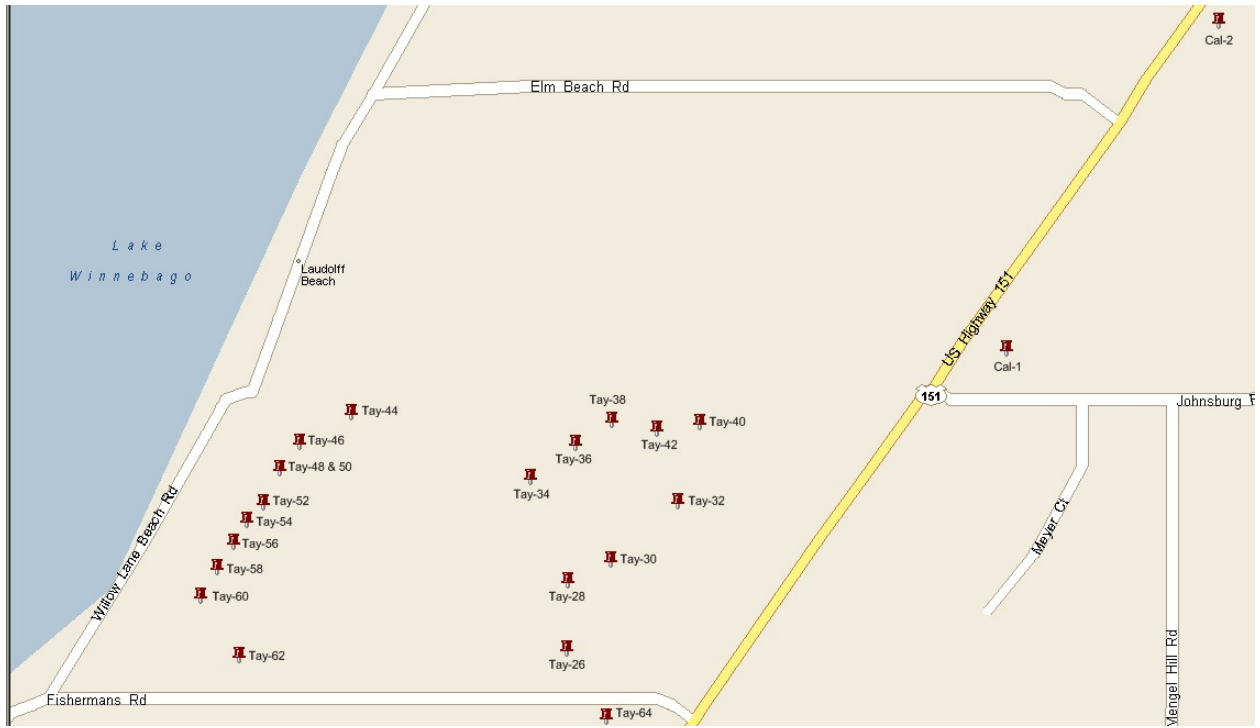 Cal-2
Elm Beach Rd
Lake
Winnebago
Laudolff
Beach
US Highway 151
Cal-1
151
Johnsburg
Tay-44
Tay-38
Tay-40
Tay-42
Tay-46
Tay-36
Tay-48 & 50
Tay-34
Tay-52
Tay-32
Tay-54
Willow Lane Beach Rd
Meyer Ct
Tay-56
Tay-30
Tay-58
Tay-28
Tay-60
Tay-62
Tay-26
Mengel Hill Rd
Fishermans Rd
Tay-64